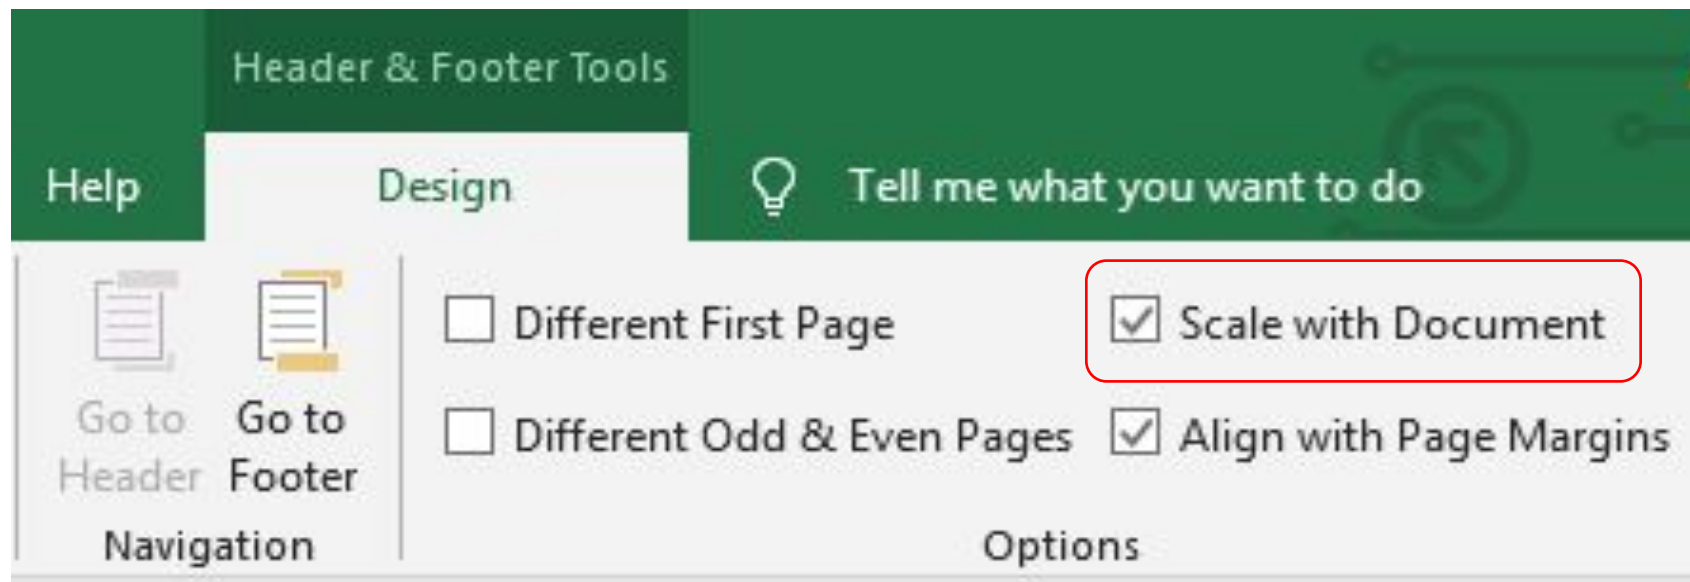 Header & Footer Tools
Help
Design
Tell me what you want to do
Go to
Header
Go to
Footer
Navigation
Different First Page
Different Odd & Even Pages
Scale with Document
Align with Page Margins
Options